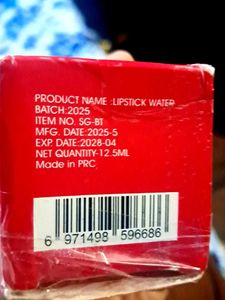 PRODUCT NAME :LIPSTICK WATER
BATCH:2025
ITEM NO. SG-BT
MFG. DATE:2025-5
EXP. DATE:2028-04
NET QUANTITY-12.5ML
Made in PRC
6 971498 596686